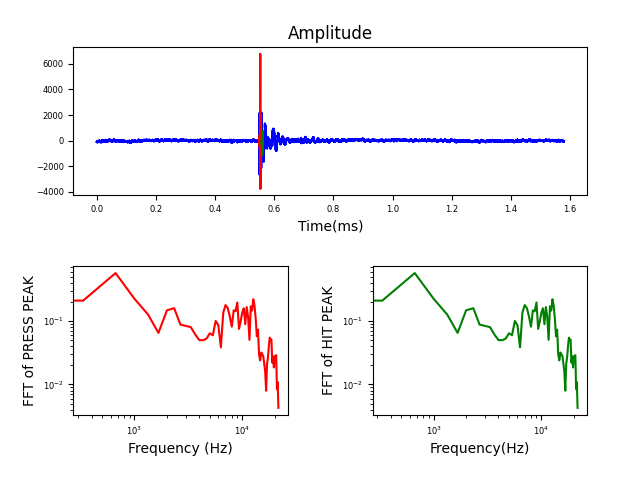 Amplitude
6000
4000
2000
0
−2000
−4000
0.0 0.2 0.4 0.6 0.8 1.0 1.2 1.4 1.6
Time(ms)
FFT of PRESS PEAK
10⁻¹
10⁻²
10³ 10⁴
Frequency (Hz)
FFT of HIT PEAK
10⁻¹
10⁻²
10³ 10⁴
Frequency(Hz)